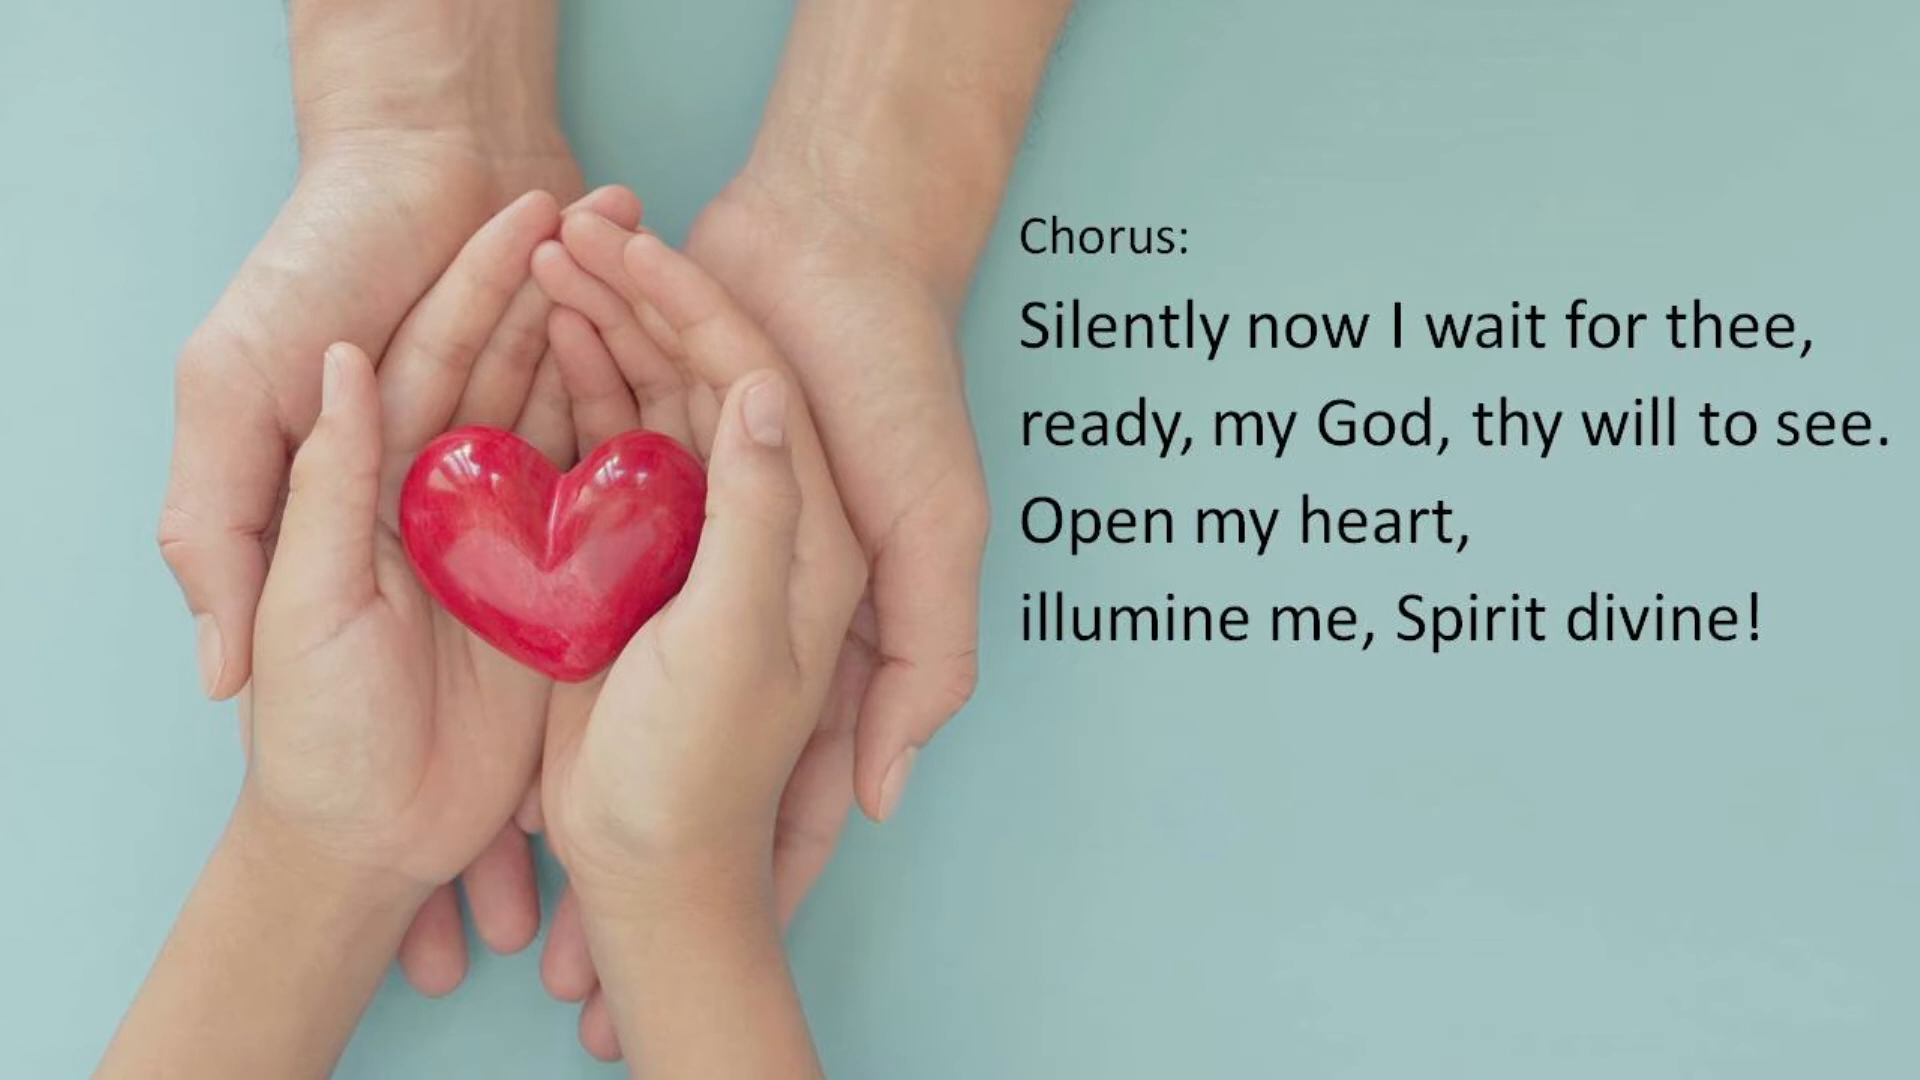 Chorus:
Silently now I wait for thee,
ready, my God, thy will to see.
Open my heart,
illumine me, Spirit divine!